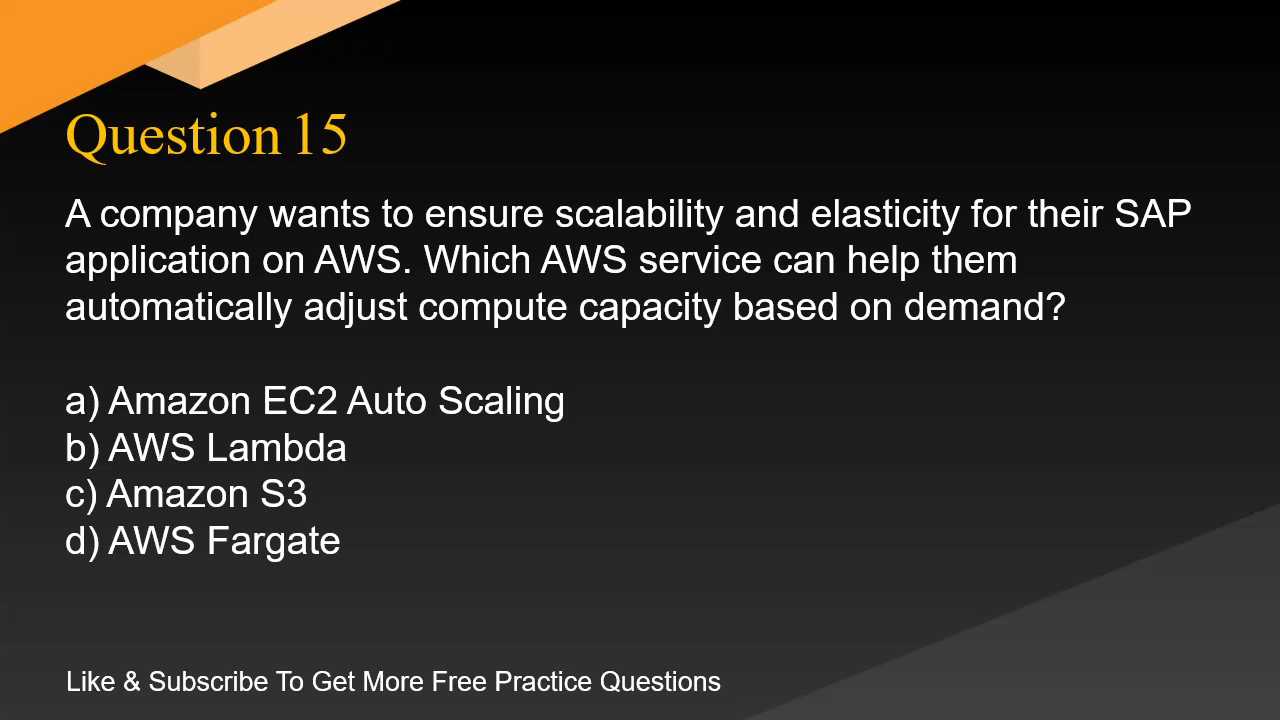 Question 15
A company wants to ensure scalability and elasticity for their SAP
application on AWS. Which AWS service can help them
automatically adjust compute capacity based on demand?
a) Amazon EC2 Auto Scaling
b) AWS Lambda
c) Amazon S3
d) AWS Fargate
Like & Subscribe To Get More Free Practice Questions